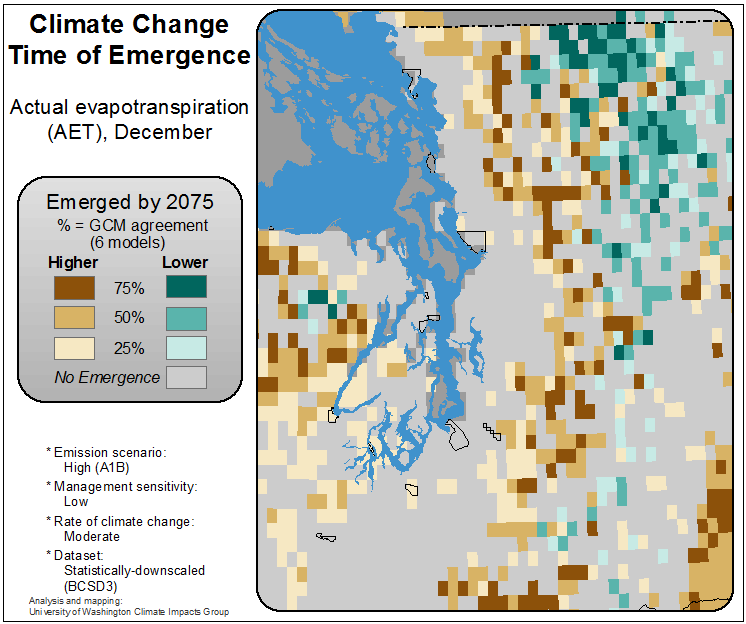 Climate Change
Time of Emergence
Actual evapotranspiration
(AET), December
Emerged by 2075
% = GCM agreement
(6 models)
Higher Lower
75%
50%
25%
No Emergence
* Emission scenario:
High (A1B)
* Management sensitivity:
Low
* Rate of climate change:
Moderate
* Dataset:
Statistically-downscaled
(BCSD3)
Analysis and mapping:
University of Washington Climate Impacts Group